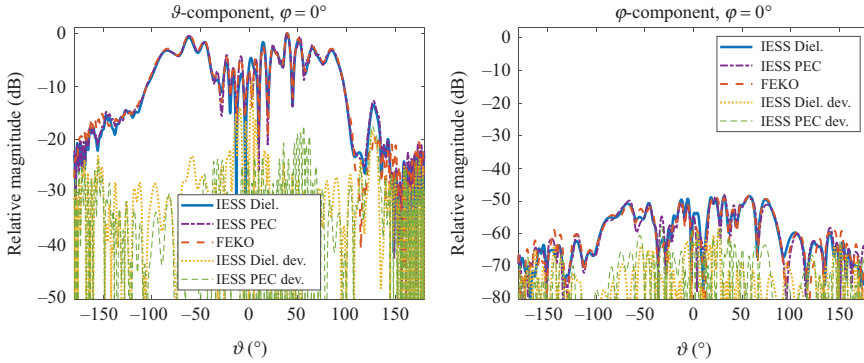 ϑ-component, φ = 0°
0
−10
−20
−30
−40
−50
Relative magnitude (dB)
IESS Diel.
IESS PEC
FEKO
IESS Diel. dev.
IESS PEC dev.
−150
−100
−50
0
50
100
150
ϑ (°)
φ-component, φ = 0°
0
−10
−20
−30
−40
−50
−60
−70
−80
Relative magnitude (dB)
IESS Diel.
IESS PEC
FEKO
IESS Diel. dev.
IESS PEC dev.
−150
−100
−50
0
50
100
150
ϑ (°)